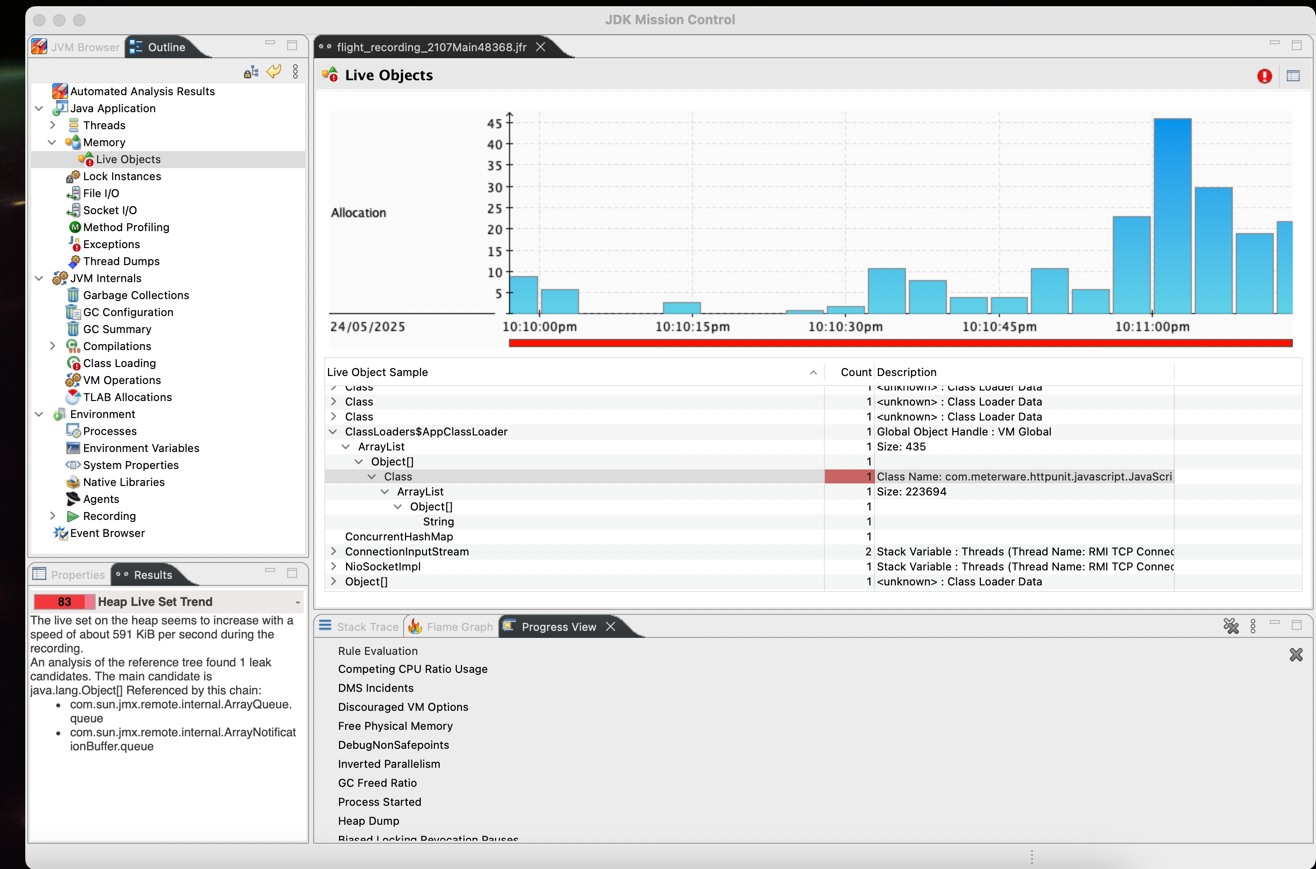 JDK Mission Control
JVM Browser
Outline
Automated Analysis Results
Java Application
Threads
Memory
Live Objects
Lock Instances
File I/O
Socket I/O
Method Profiling
Exceptions
Thread Dumps
JVM Internals
Garbage Collections
GC Configuration
GC Summary
Compilations
Class Loading
VM Operations
TLAB Allocations
Environment
Processes
Environment Variables
System Properties
Native Libraries
Agents
Recording
Event Browser
Properties
Results
83 Heap Live Set Trend -
The live set on the heap seems to increase with a
speed of about 591 KiB per second during the
recording.
An analysis of the reference tree found 1 leak
candidates. The main candidate is
java.lang.Object[] Referenced by this chain:
• com.sun.jmx.remote.internal.ArrayQueue.
queue
• com.sun.jmx.remote.internal.ArrayNotificat
ionBuffer.queue
flight_recording_2107Main48368.jfr
Live Objects
45
40
35
30
25
20
15
10
5
Allocation
24/05/2025
10:10:00pm 10:10:15pm 10:10:30pm 10:10:45pm 10:11:00pm
Live Object Sample Count Description
Class 1 <unknown> : Class Loader Data
Class 1 <unknown> : Class Loader Data
Class 1 <unknown> : Class Loader Data
ClassLoaders$AppClassLoader 1 Global Object Handle : VM Global
ArrayList 1 Size: 435
Object[] 1
Class 1 Class Name: com.meterware.httpunit.javascript.JavaScri
ArrayList 1 Size: 223694
Object[] 1
String 1
ConcurrentHashMap 1
ConnectionInputStream 2 Stack Variable : Threads (Thread Name: RMI TCP Connec
NioSocketImpl 1 Stack Variable : Threads (Thread Name: RMI TCP Connec
Object[] 1 <unknown> : Class Loader Data
Stack Trace
Flame Graph
Progress View
Rule Evaluation
Competing CPU Ratio Usage
DMS Incidents
Discouraged VM Options
Free Physical Memory
DebugNonSafepoints
Inverted Parallelism
GC Freed Ratio
Process Started
Heap Dump
Biased Locking Revocation Pauses